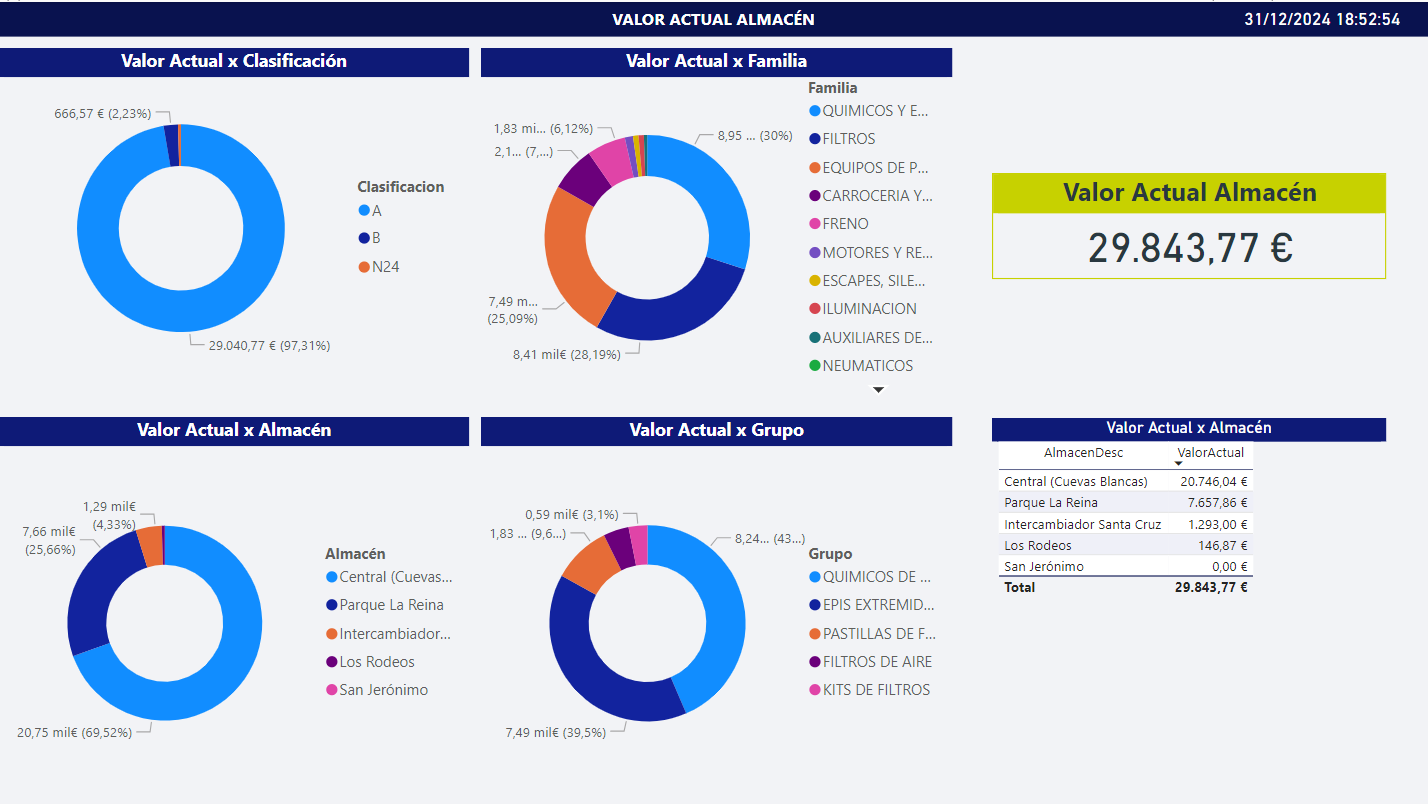 VALOR ACTUAL ALMACÉN
31/12/2024 18:52:54
Valor Actual x Clasificación
666,57 € (2,23%)
29.040,77 € (97,31%)
Clasificacion
A
B
N24
Valor Actual x Familia
1,83 mi... (6,12%)
2,1... (7,...)
8,95 ... (30%)
7,49 m...
(25,09%)
8,41 mil€ (28,19%)
Familia
QUIMICOS Y E...
FILTROS
EQUIPOS DE P...
CARROCERIA Y...
FRENO
MOTORES Y RE...
ESCAPES, SILE...
ILUMINACION
AUXILIARES DE...
NEUMATICOS
Valor Actual Almacén
29.843,77 €
Valor Actual x Almacén
1,29 mil€
(4,33%)
7,66 mil€
(25,66%)
20,75 mil€ (69,52%)
Almacén
Central (Cuevas...
Parque La Reina
Intercambiador...
Los Rodeos
San Jerónimo
Valor Actual x Grupo
0,59 mil€ (3,1%)
1,83 ... (9,6...)
8,24... (43...)
7,49 mil€ (39,5%)
Grupo
QUIMICOS DE ...
EPIS EXTREMID...
PASTILLAS DE F...
FILTROS DE AIRE
KITS DE FILTROS
Valor Actual x Almacén
AlmacenDesc ValorActual
Central (Cuevas Blancas) 20.746,04 €
Parque La Reina 7.657,86 €
Intercambiador Santa Cruz 1.293,00 €
Los Rodeos 146,87 €
San Jerónimo 0,00 €
Total 29.843,77 €